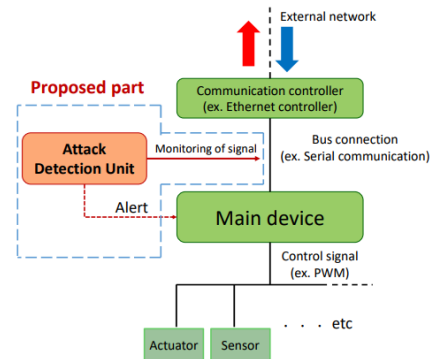 External network
Proposed part
Communication controller
(ex. Ethernet controller)
Attack
Detection Unit
Monitoring of signal
Bus connection
(ex. Serial communication)
Alert
Main device
Control signal
(ex. PWM)
Actuator
Sensor
. . . etc